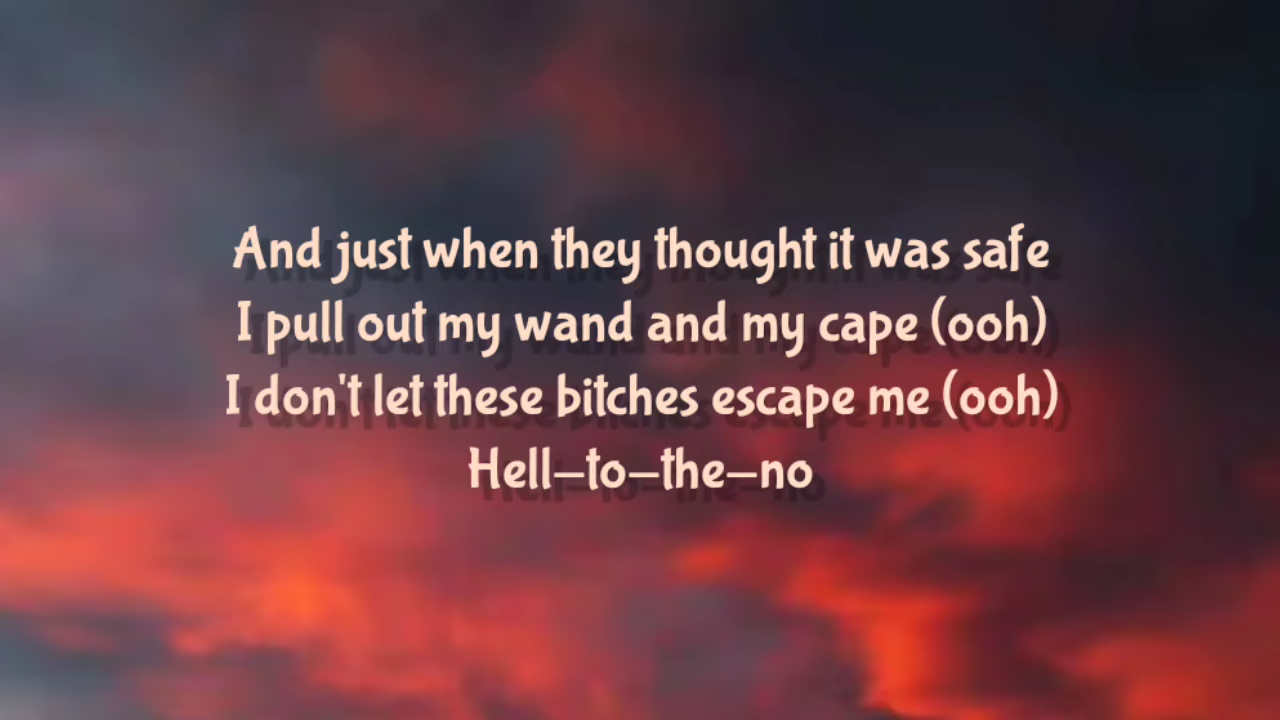 And just when they thought it was safe
I pull out my wand and my cape (ooh)
I don't let these bitches escape me (ooh)
Hell–to–the–no